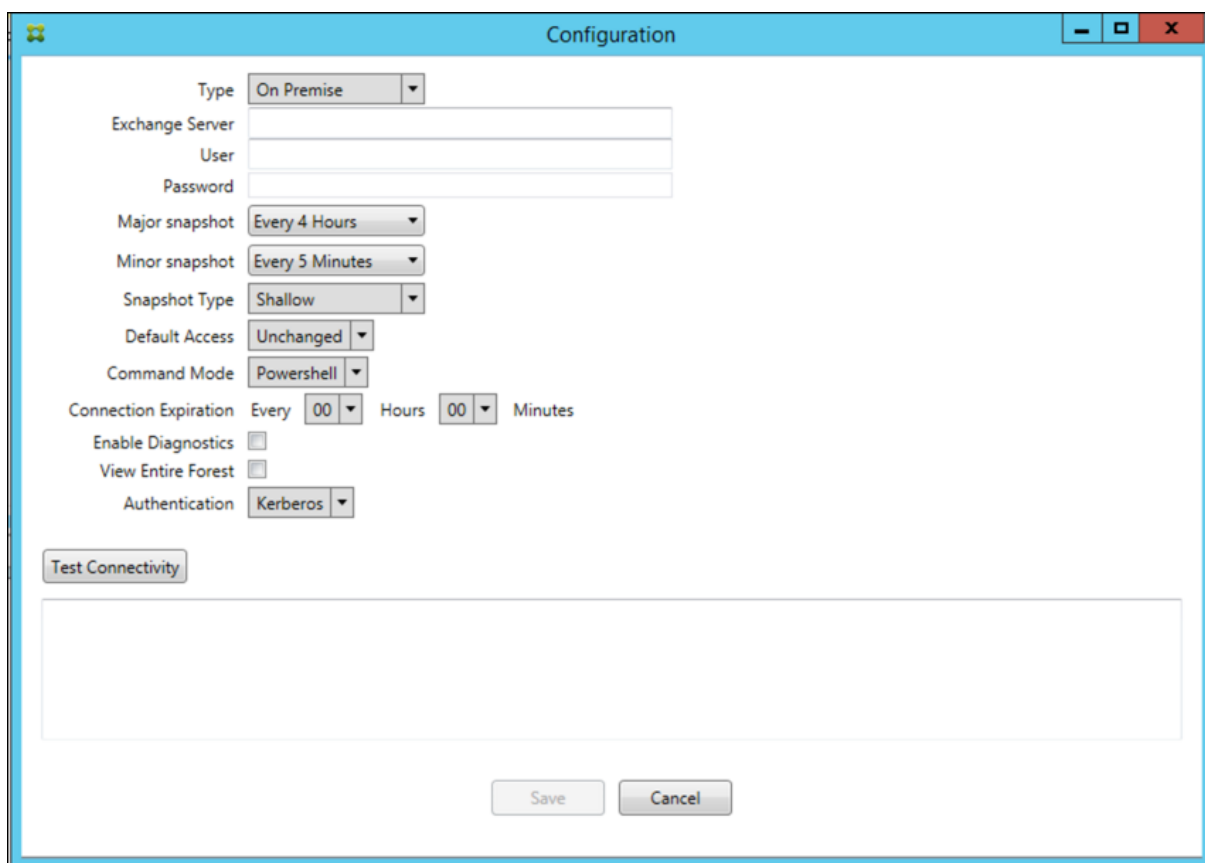 Configuration
Type On Premise
Exchange Server
User
Password
Major snapshot Every 4 Hours
Minor snapshot Every 5 Minutes
Snapshot Type Shallow
Default Access Unchanged
Command Mode Powershell
Connection Expiration Every 00 Hours 00 Minutes
Enable Diagnostics
View Entire Forest
Authentication Kerberos
Test Connectivity
Save Cancel